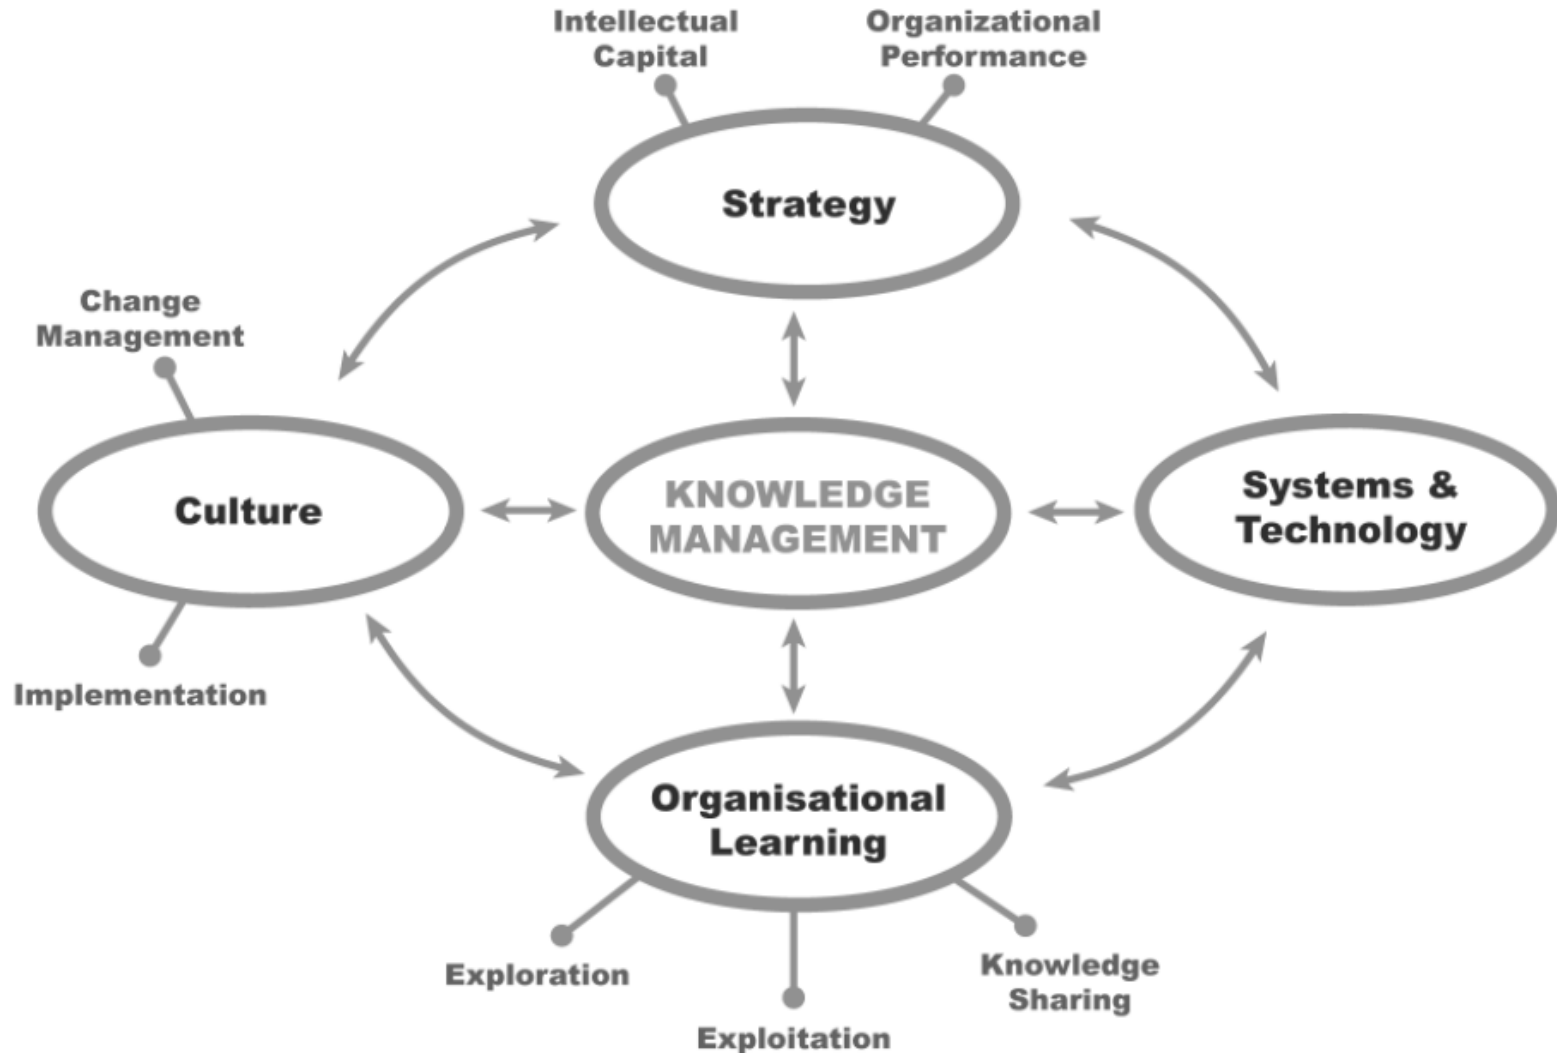 Intellectual
Capital
Organizational
Performance
Strategy
Change
Management
Culture
KNOWLEDGE
MANAGEMENT
Systems &
Technology
Implementation
Organisational
Learning
Exploration
Exploitation
Knowledge
Sharing